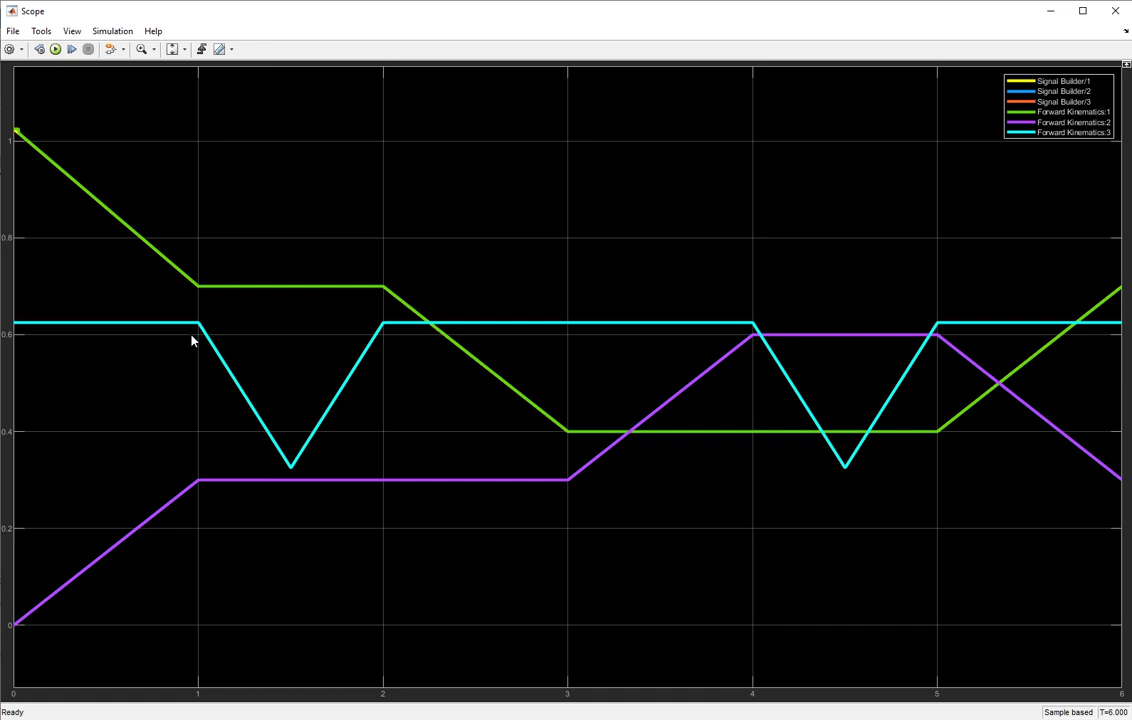 Scope
File Tools View Simulation Help
Signal Builder/1
Signal Builder/2
Signal Builder/3
Forward Kinematics:1
Forward Kinematics:2
Forward Kinematics:3
1
0.8
0.6
0.4
0.2
0
0 1 2 3 4 5 6
Ready Sample based T=6.000